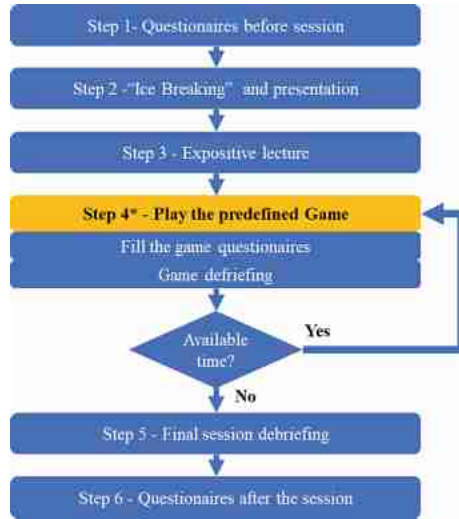 Step 1- Questionaires before session
Step 2 -“Ice Breaking” and presentation
Step 3 - Expositive lecture
Step 4* - Play the predefined Game
Fill the game questionaires
Game defriefing
Available
time?
Yes
No
Step 5 - Final session debriefing
Step 6 - Questionaires after the session